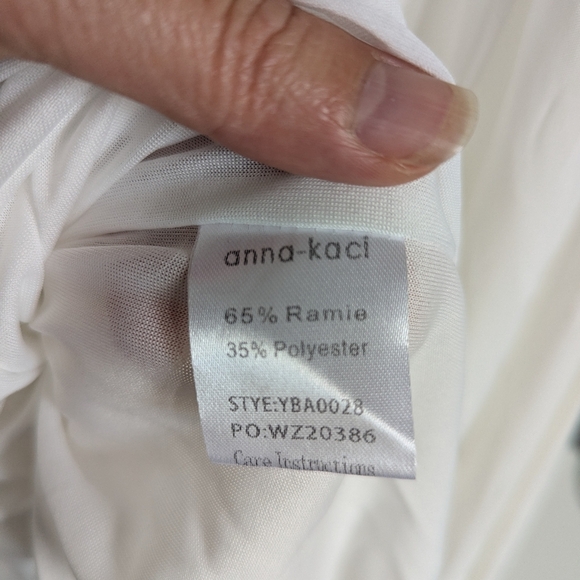 anna-kaci
65% Ramie
35% Polyester
STYE:YBA0028
PO:WZ20386
Care Instructions